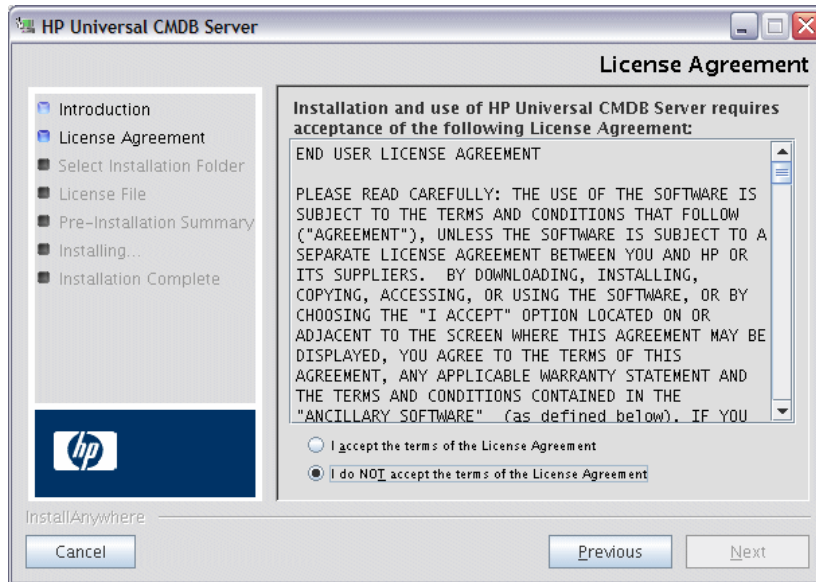 HP Universal CMDB Server
License Agreement
Introduction
License Agreement
Select Installation Folder
License File
Pre-Installation Summary
Installing...
Installation Complete
hp
Installation and use of HP Universal CMDB Server requires
acceptance of the following License Agreement:
END USER LICENSE AGREEMENT
PLEASE READ CAREFULLY: THE USE OF THE SOFTWARE IS
SUBJECT TO THE TERMS AND CONDITIONS THAT FOLLOW
("AGREEMENT"), UNLESS THE SOFTWARE IS SUBJECT TO A
SEPARATE LICENSE AGREEMENT BETWEEN YOU AND HP OR
ITS SUPPLIERS. BY DOWNLOADING, INSTALLING,
COPYING, ACCESSING, OR USING THE SOFTWARE, OR BY
CHOOSING THE "I ACCEPT" OPTION LOCATED ON OR
ADJACENT TO THE SCREEN WHERE THIS AGREEMENT MAY BE
DISPLAYED, YOU AGREE TO THE TERMS OF THIS
AGREEMENT, ANY APPLICABLE WARRANTY STATEMENT AND
THE TERMS AND CONDITIONS CONTAINED IN THE
"ANCILLARY SOFTWARE" (as defined below). IF YOU
I accept the terms of the License Agreement
I do NOT accept the terms of the License Agreement
InstallAnywhere
Cancel
Previous
Next